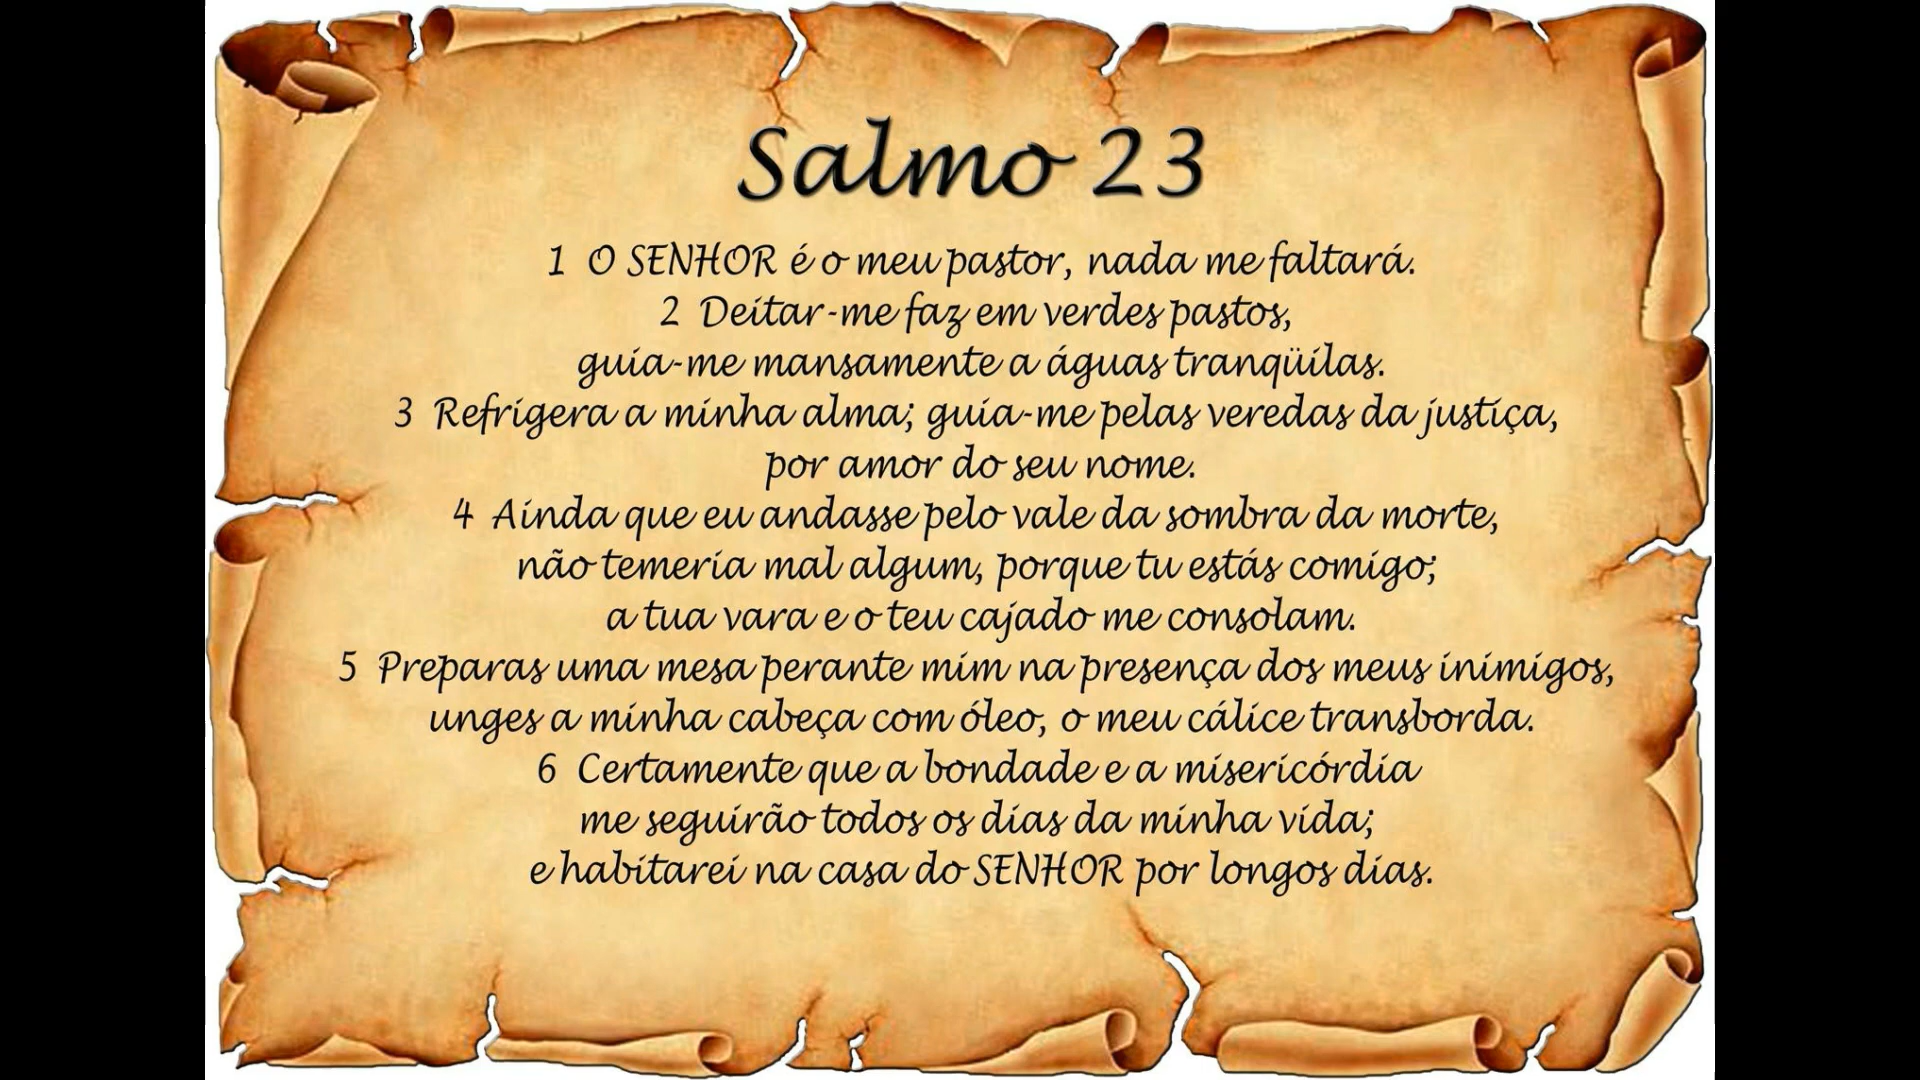 Salmo 23
1 O SENHOR é o meu pastor, nada me faltará.
2 Deitar-me faz em verdes pastos,
guia-me mansamente a águas tranqüilas.
3 Refrigera a minha alma; guia-me pelas veredas da justiça,
por amor do seu nome.
4 Ainda que eu andasse pelo vale da sombra da morte,
não temeria mal algum, porque tu estás comigo;
a tua vara e o teu cajado me consolam.
5 Preparas uma mesa perante mim na presença dos meus inimigos,
unges a minha cabeça com óleo, o meu cálice transborda.
6 Certamente que a bondade e a misericórdia
me seguirão todos os dias da minha vida;
e habitarei na casa do SENHOR por longos dias.